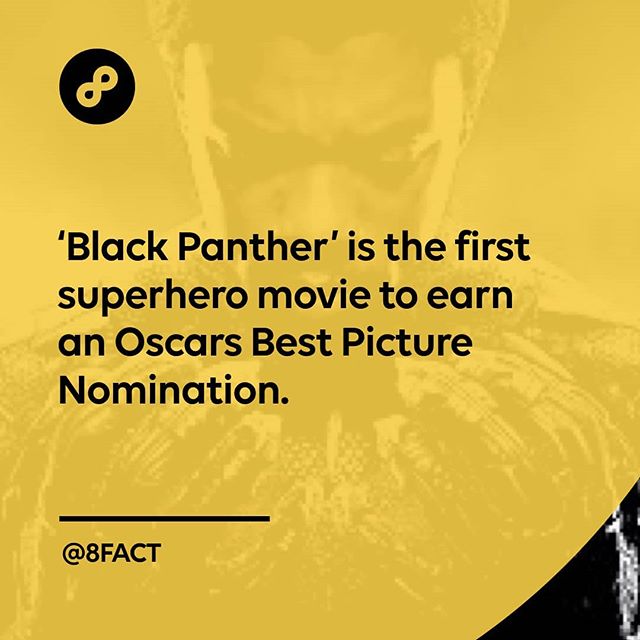 ‘Black Panther’ is the first
superhero movie to earn
an Oscars Best Picture
Nomination.
@8FACT